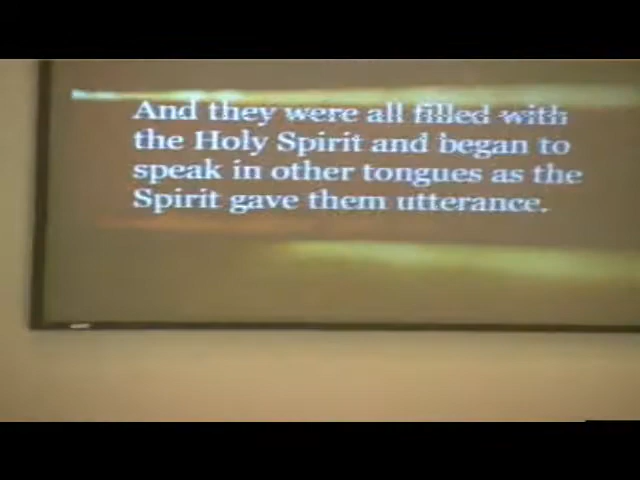 And they were all filled with
the Holy Spirit and began to
speak in other tongues as the
Spirit gave them utterance.